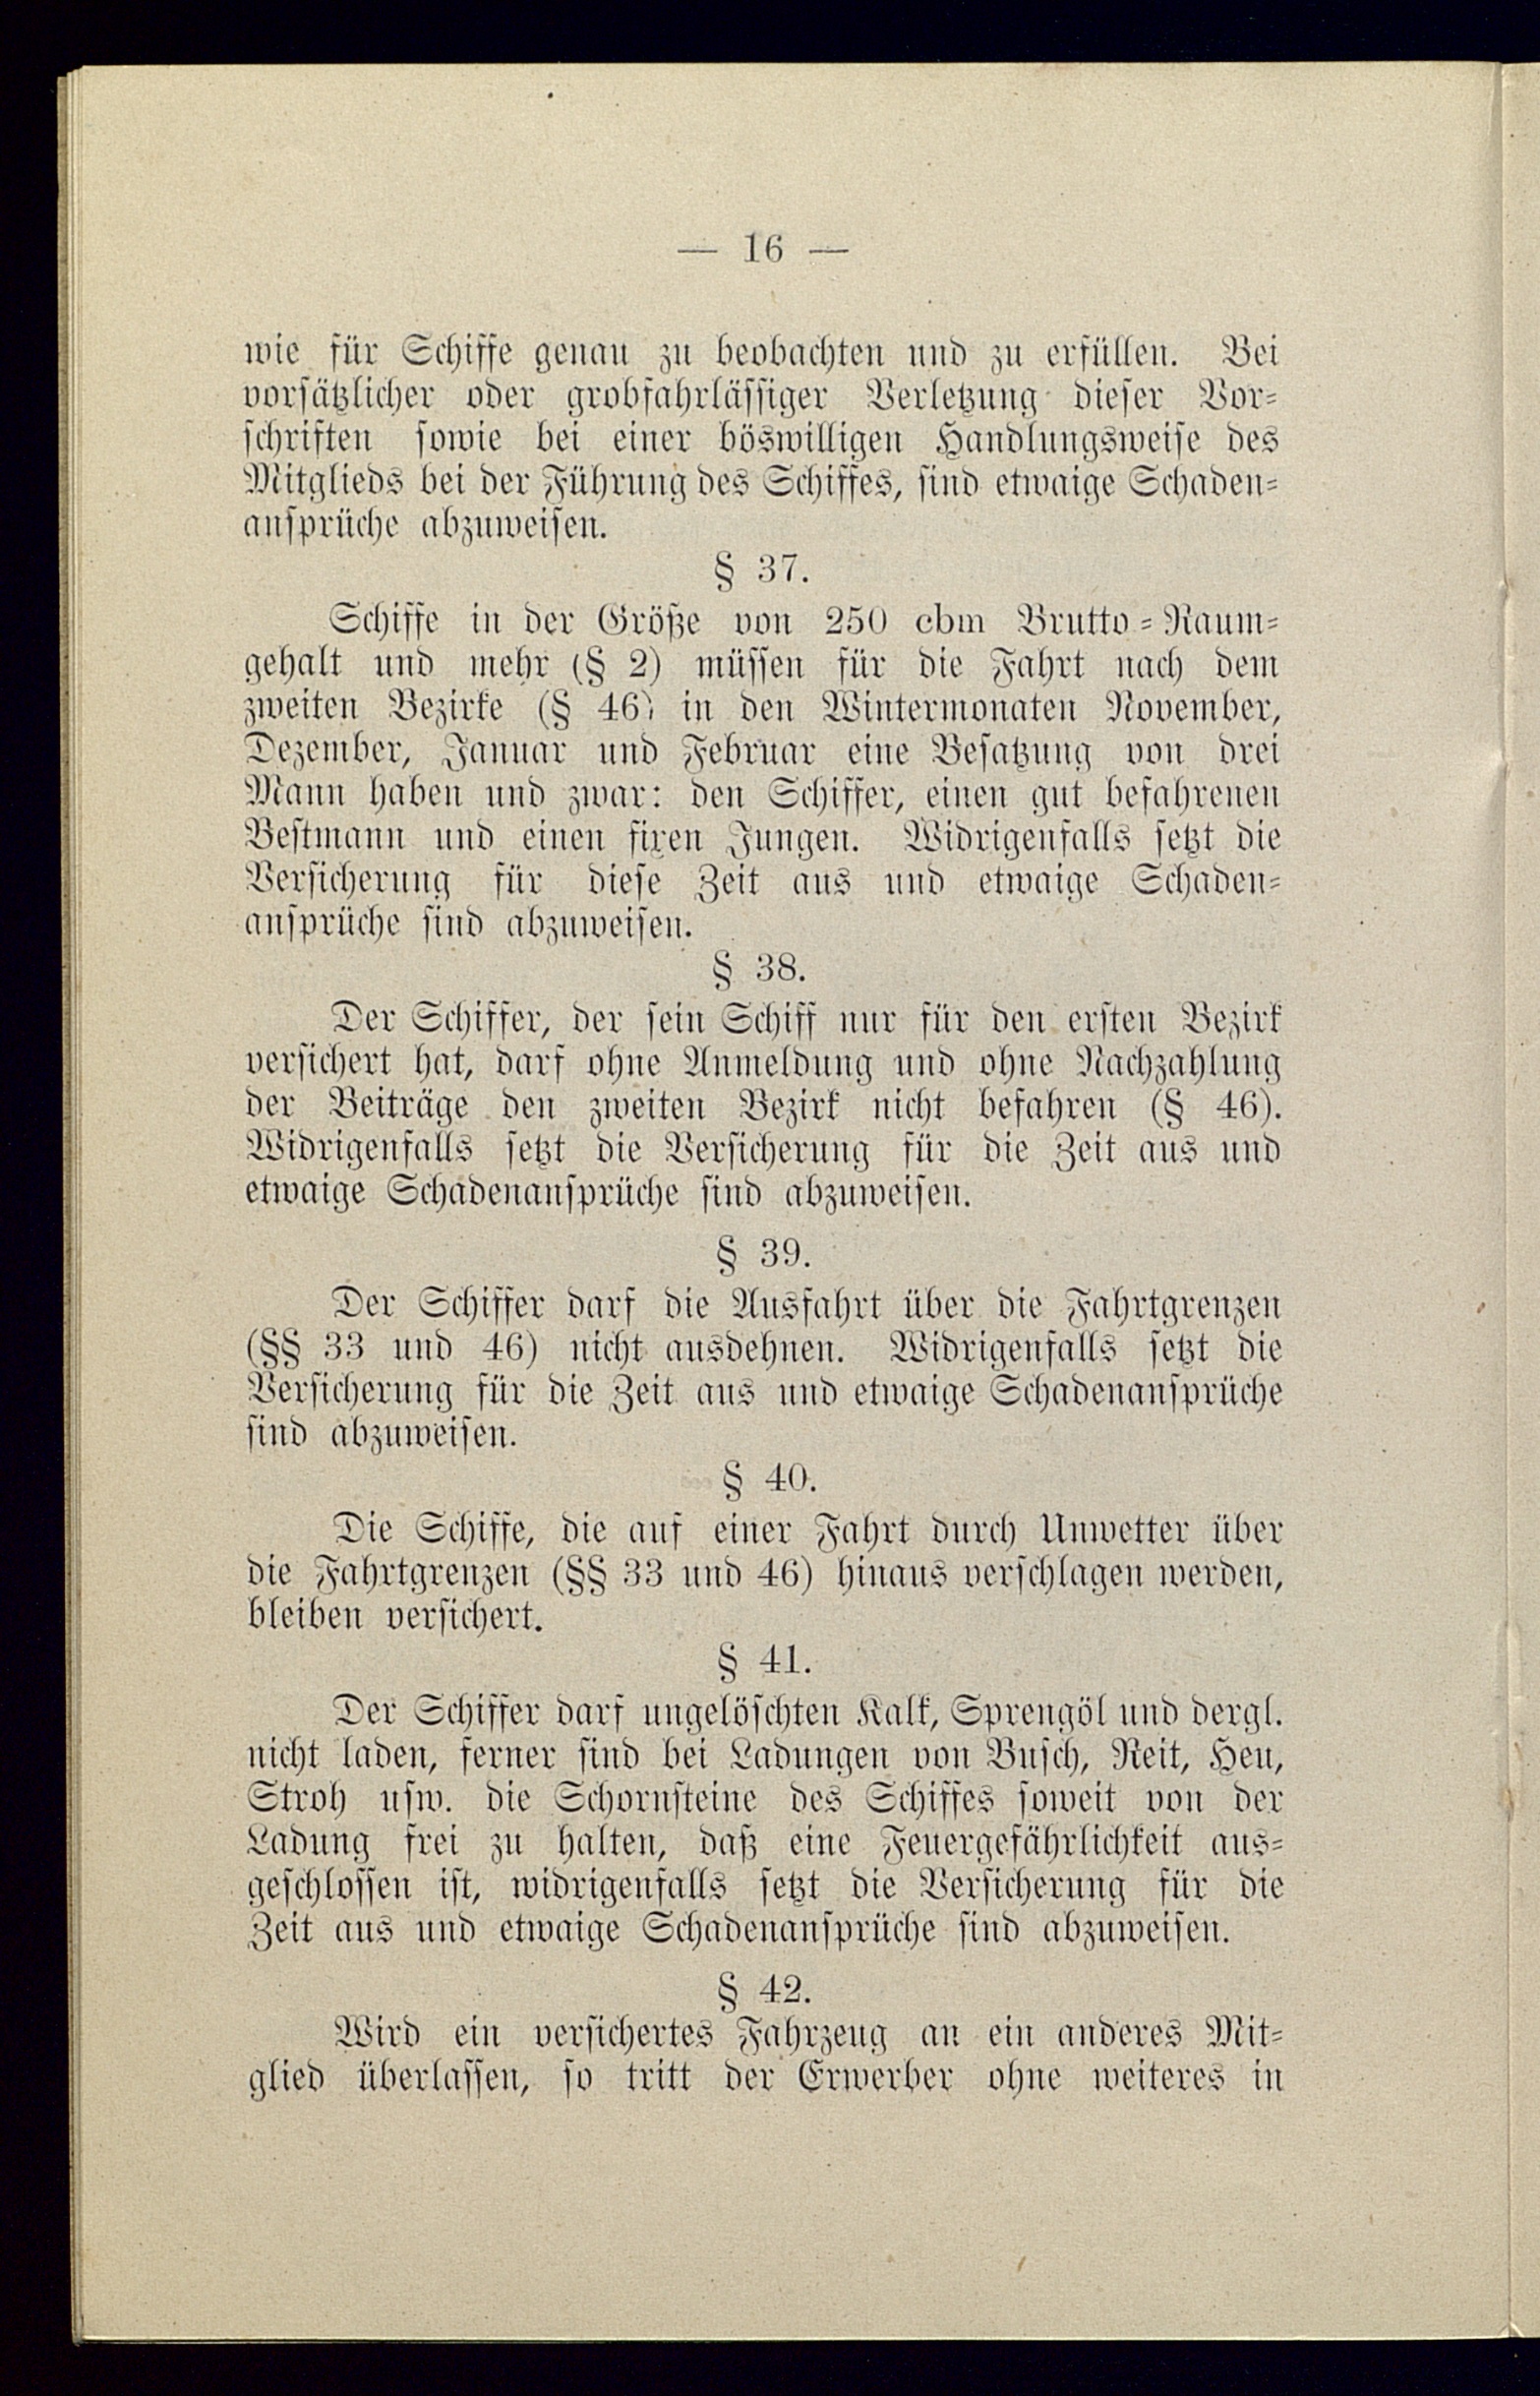 — 16 —
wie für Schiffe genau zu beobachten und zu erfüllen. Bei
vorsätzlicher oder grobfahrlässiger Verletzung dieser Vor-
schriften sowie bei einer böswilligen Handlungsweise des
Mitglieds bei der Führung des Schiffes, sind etwaige Schaden-
ansprüche abzuweisen.
§ 37.
Schiffe in der Größe von 250 cbm Brutto-Raum-
gehalt und mehr (§ 2) müssen für die Fahrt nach dem
zweiten Bezirke (§ 46) in den Wintermonaten November,
Dezember, Januar und Februar eine Besatzung von drei
Mann haben und zwar: den Schiffer, einen gut befahrenen
Bestmann und einen fixen Jungen. Widrigenfalls setzt die
Versicherung für diese Zeit aus und etwaige Schaden-
ansprüche sind abzuweisen.
§ 38.
Der Schiffer, der sein Schiff nur für den ersten Bezirk
versichert hat, darf ohne Anmeldung und ohne Nachzahlung
der Beiträge den zweiten Bezirk nicht befahren (§ 46).
Widrigenfalls setzt die Versicherung für die Zeit aus und
etwaige Schadenansprüche sind abzuweisen.
§ 39.
Der Schiffer darf die Ausfahrt über die Fahrtgrenzen
(§§ 33 und 46) nicht ausdehnen. Widrigenfalls setzt die
Versicherung für die Zeit aus und etwaige Schadenansprüche
sind abzuweisen.
§ 40.
Die Schiffe, die auf einer Fahrt durch Unwetter über
die Fahrtgrenzen (§§ 33 und 46) hinaus verschlagen werden,
bleiben versichert.
§ 41.
Der Schiffer darf ungelöschten Kalk, Sprengöl und dergl.
nicht laden, ferner sind bei Ladungen von Busch, Reit, Heu,
Stroh usw. die Schornsteine des Schiffes soweit von der
Ladung frei zu halten, daß eine Feuergefährlichkeit aus-
geschlossen ist, widrigenfalls setzt die Versicherung für die
Zeit aus und etwaige Schadenansprüche sind abzuweisen.
§ 42.
Wird ein versichertes Fahrzeug an ein anderes Mit-
glied überlassen, so tritt der Erwerber ohne weiteres in